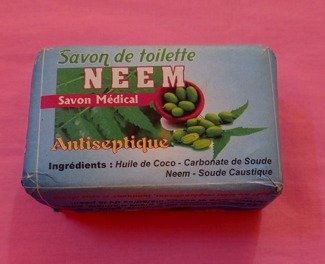 Savon de toilette
NEEM
Savon Médical
Antiseptique
Ingrédients : Huile de Coco - Carbonate de Soude
Neem - Soude Caustique